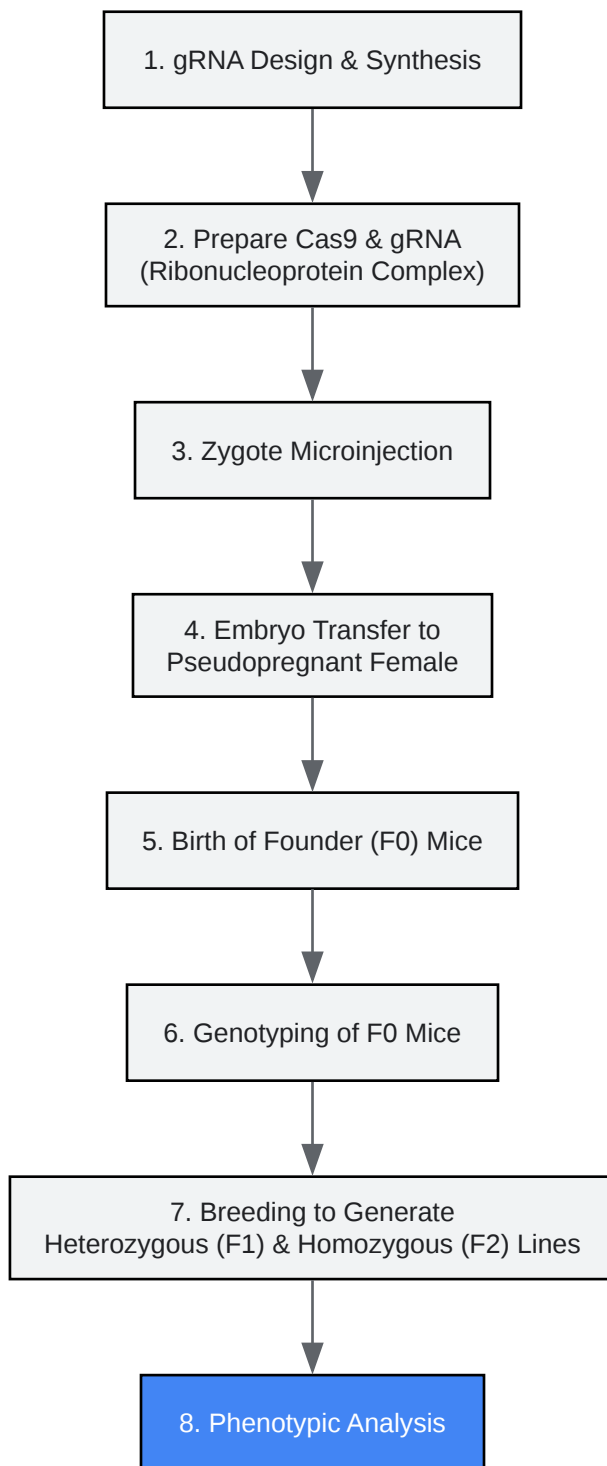 1. gRNA Design & Synthesis
2. Prepare Cas9 & gRNA
(Ribonucleoprotein Complex)
3. Zygote Microinjection
4. Embryo Transfer to
Pseudopregnant Female
5. Birth of Founder (F0) Mice
6. Genotyping of F0 Mice
7. Breeding to Generate
Heterozygous (F1) & Homozygous (F2) Lines
8. Phenotypic Analysis